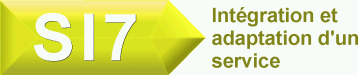 SI7
Intégration et
adaptation d'un
service